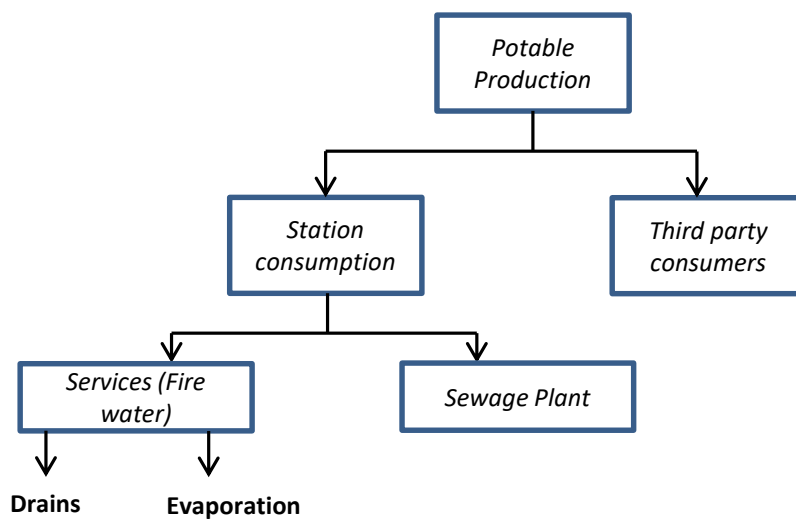 Potable
Production
Station
consumption
Third party
consumers
Services (Fire
water)
Sewage Plant
Drains
Evaporation